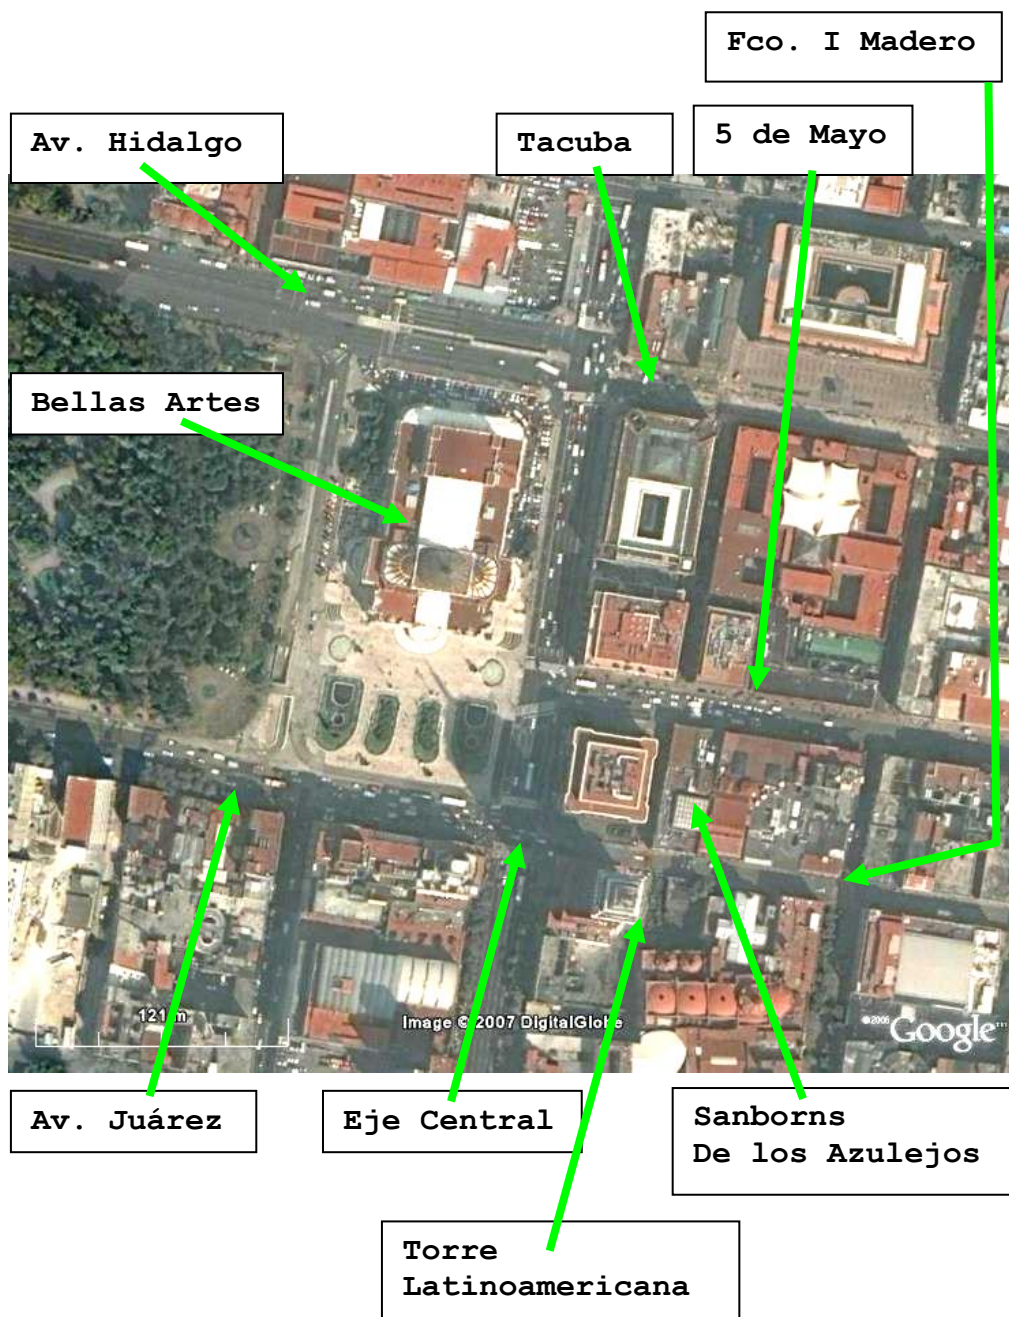 Fco. I Madero
Av. Hidalgo
Tacuba
5 de Mayo
Bellas Artes
121 m
Image © 2007 DigitalGlobe
©2006 Google™
Av. Juárez
Eje Central
Sanborns
De los Azulejos
Torre
Latinoamericana